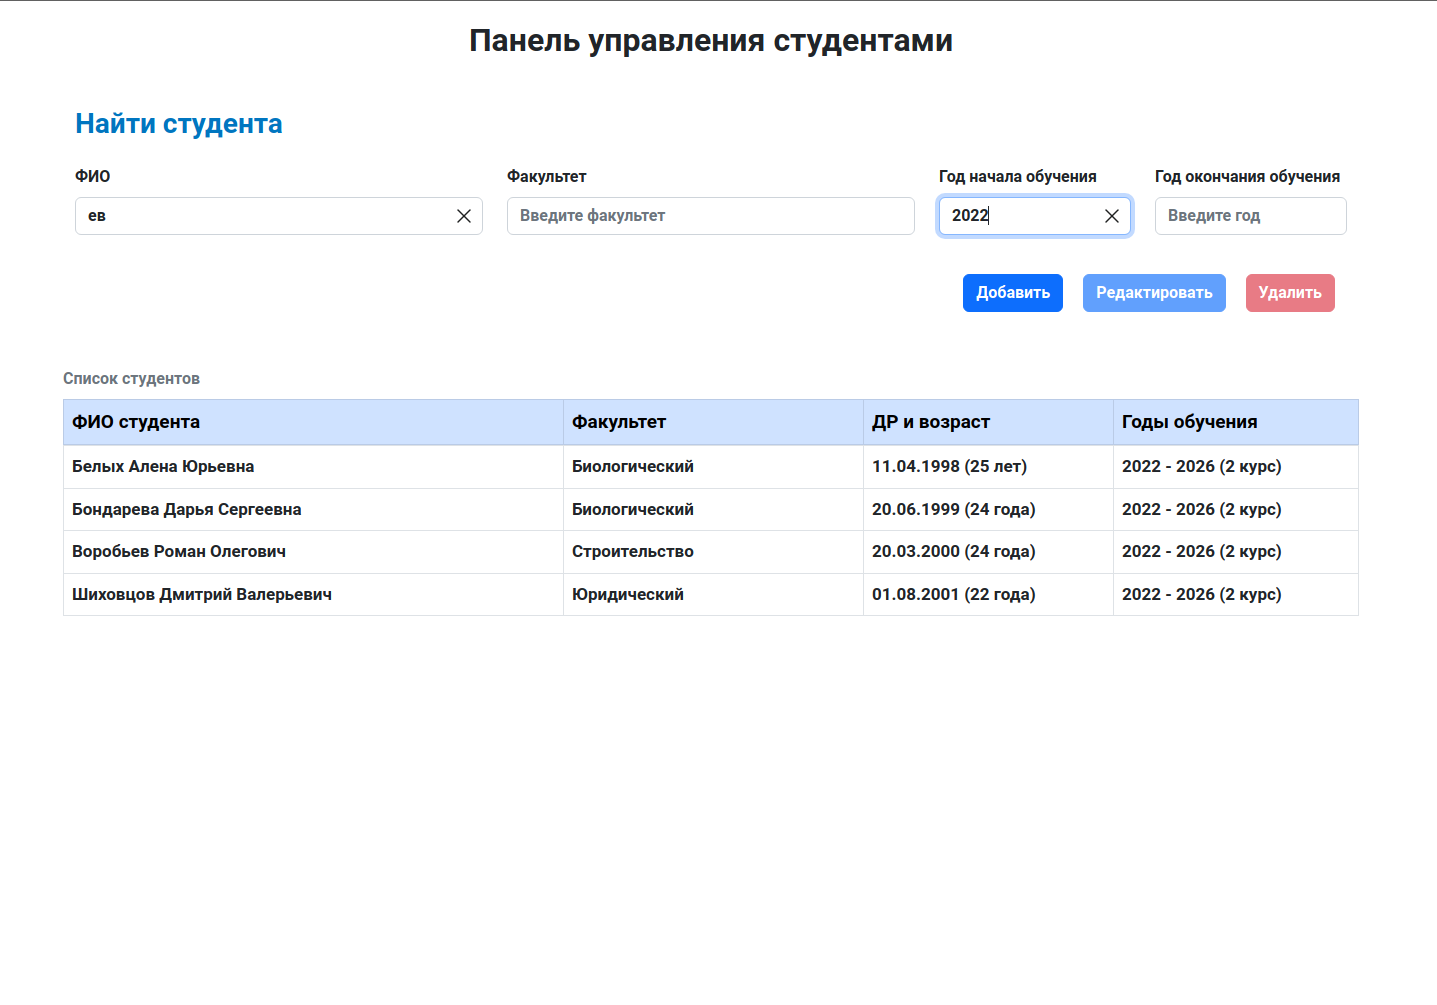 Панель управления студентами
Найти студента
ФИО Факультет Год начала обучения Год окончания обучения
ев Введите факультет 2022 Введите год
Добавить Редактировать Удалить
Список студентов
ФИО студента Факультет ДР и возраст Годы обучения
Белых Алена Юрьевна Биологический 11.04.1998 (25 лет) 2022 - 2026 (2 курс)
Бондарева Дарья Сергеевна Биологический 20.06.1999 (24 года) 2022 - 2026 (2 курс)
Воробьев Роман Олегович Строительство 20.03.2000 (24 года) 2022 - 2026 (2 курс)
Шиховцов Дмитрий Валерьевич Юридический 01.08.2001 (22 года) 2022 - 2026 (2 курс)